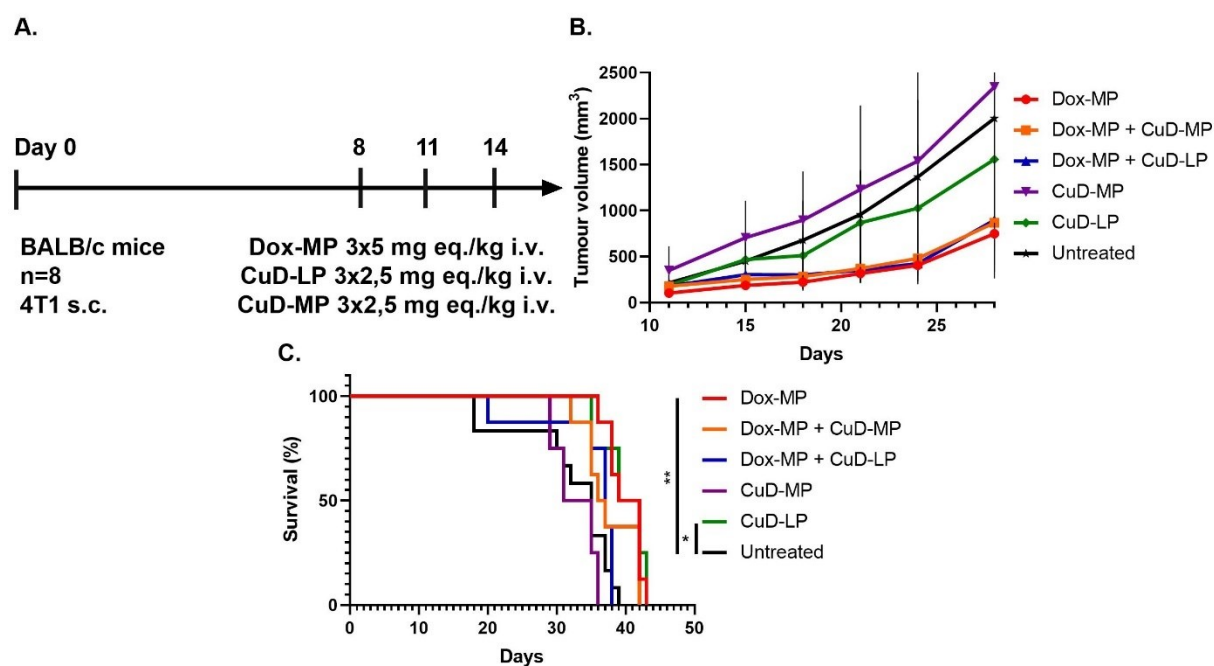 A.
Day 0
8
11
14
BALB/c mice
n=8
4T1 s.c.
Dox-MP 3x5 mg eq./kg i.v.
CuD-LP 3x2,5 mg eq./kg i.v.
CuD-MP 3x2,5 mg eq./kg i.v.
B.
Tumour volume (mm³)
2500
2000
1500
1000
500
0
10
15
20
25
Days
Dox-MP
Dox-MP + CuD-MP
Dox-MP + CuD-LP
CuD-MP
CuD-LP
Untreated
C.
Survival (%)
100
50
0
0
10
20
30
40
50
Days
Dox-MP
Dox-MP + CuD-MP
Dox-MP + CuD-LP
CuD-MP
CuD-LP
Untreated
**
*